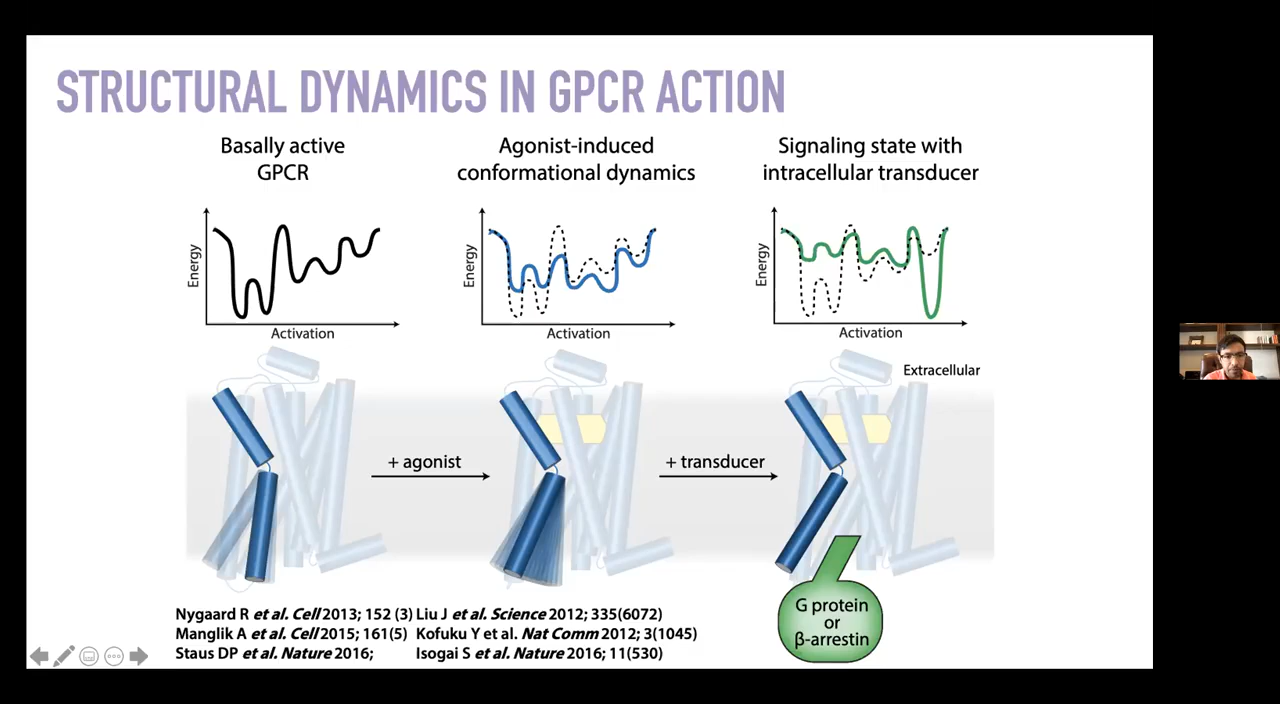 STRUCTURAL DYNAMICS IN GPCR ACTION
Basally active
GPCR
Energy
Activation
Agonist-induced
conformational dynamics
Energy
Activation
Signaling state with
intracellular transducer
Energy
Activation
Extracellular
+ agonist
+ transducer
G protein
or
β-arrestin
Nygaard R et al. Cell 2013; 152 (3)
Manglik A et al. Cell 2015; 161(5)
Staus DP et al. Nature 2016;
Liu J et al. Science 2012; 335(6072)
Kofuku Y et al. Nat Comm 2012; 3(1045)
Isogai S et al. Nature 2016; 11(530)